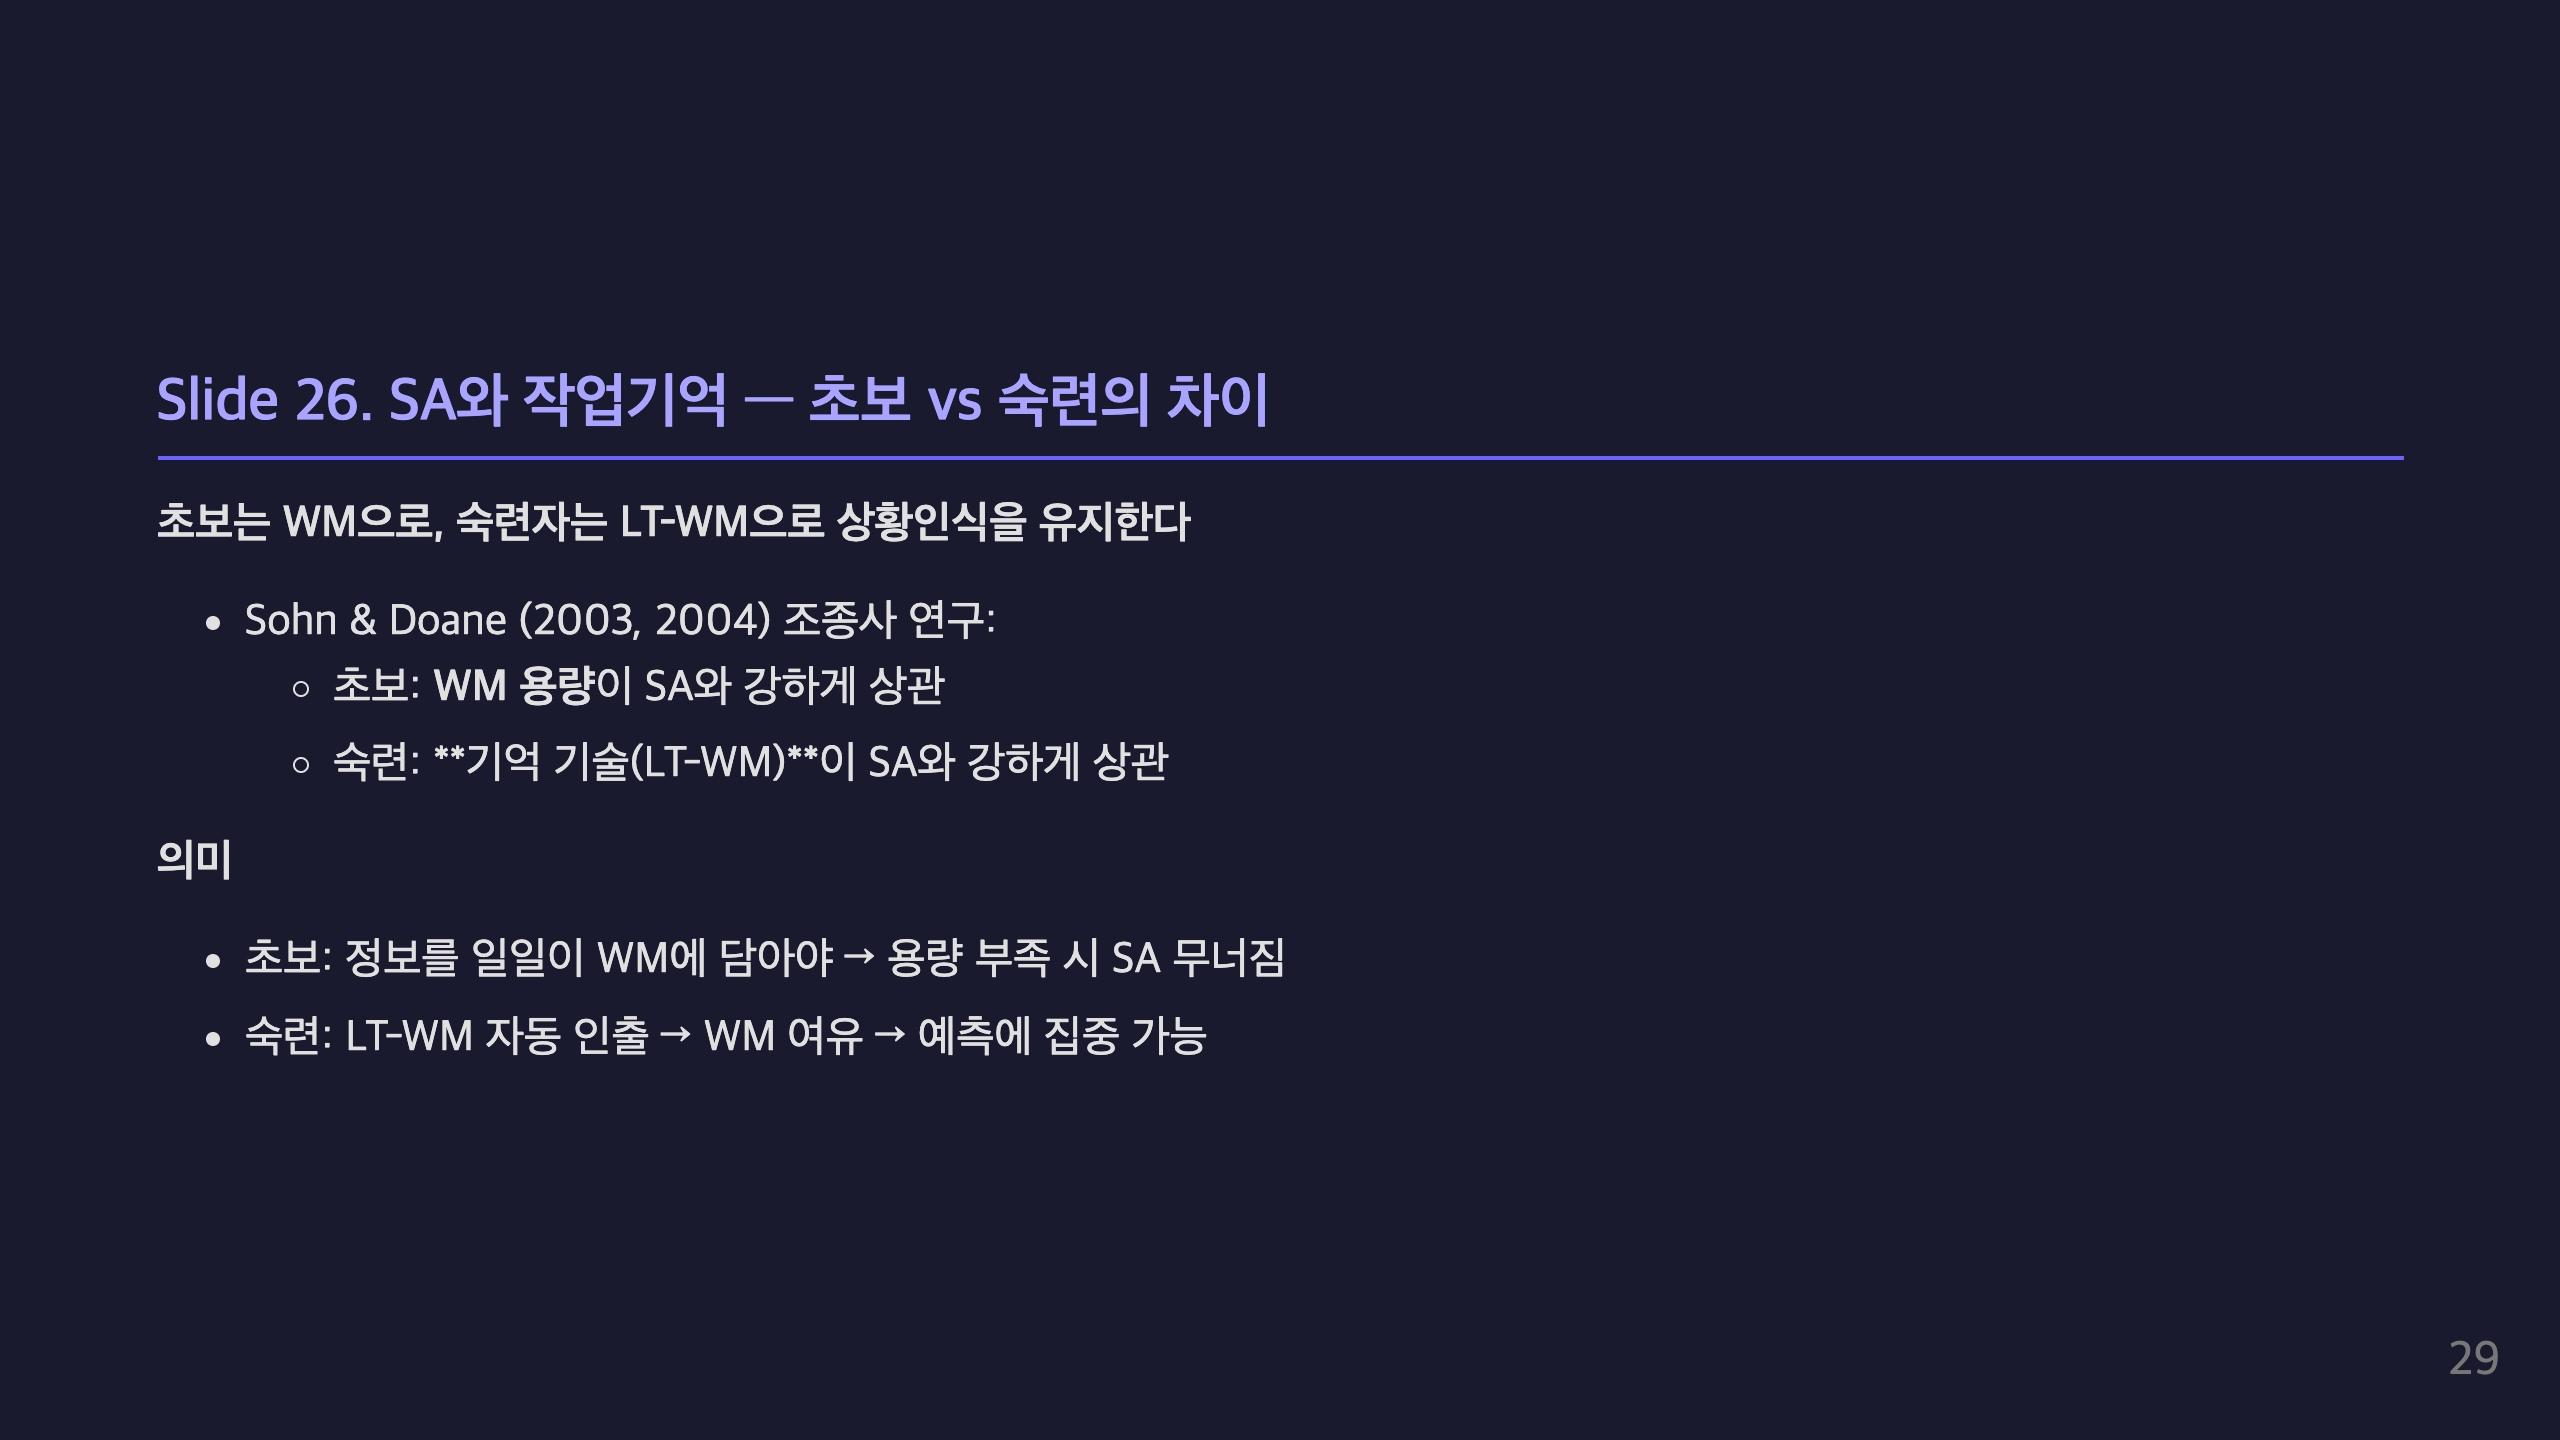 Slide 26. SA와 작업기억 — 초보 vs 숙련의 차이
초보는 WM으로, 숙련자는 LT-WM으로 상황인식을 유지한다
• Sohn & Doane (2003, 2004) 조종사 연구:
◦ 초보: WM 용량이 SA와 강하게 상관
◦ 숙련: **기억 기술(LT-WM)**이 SA와 강하게 상관
의미
• 초보: 정보를 일일이 WM에 담아야 → 용량 부족 시 SA 무너짐
• 숙련: LT-WM 자동 인출 → WM 여유 → 예측에 집중 가능
29